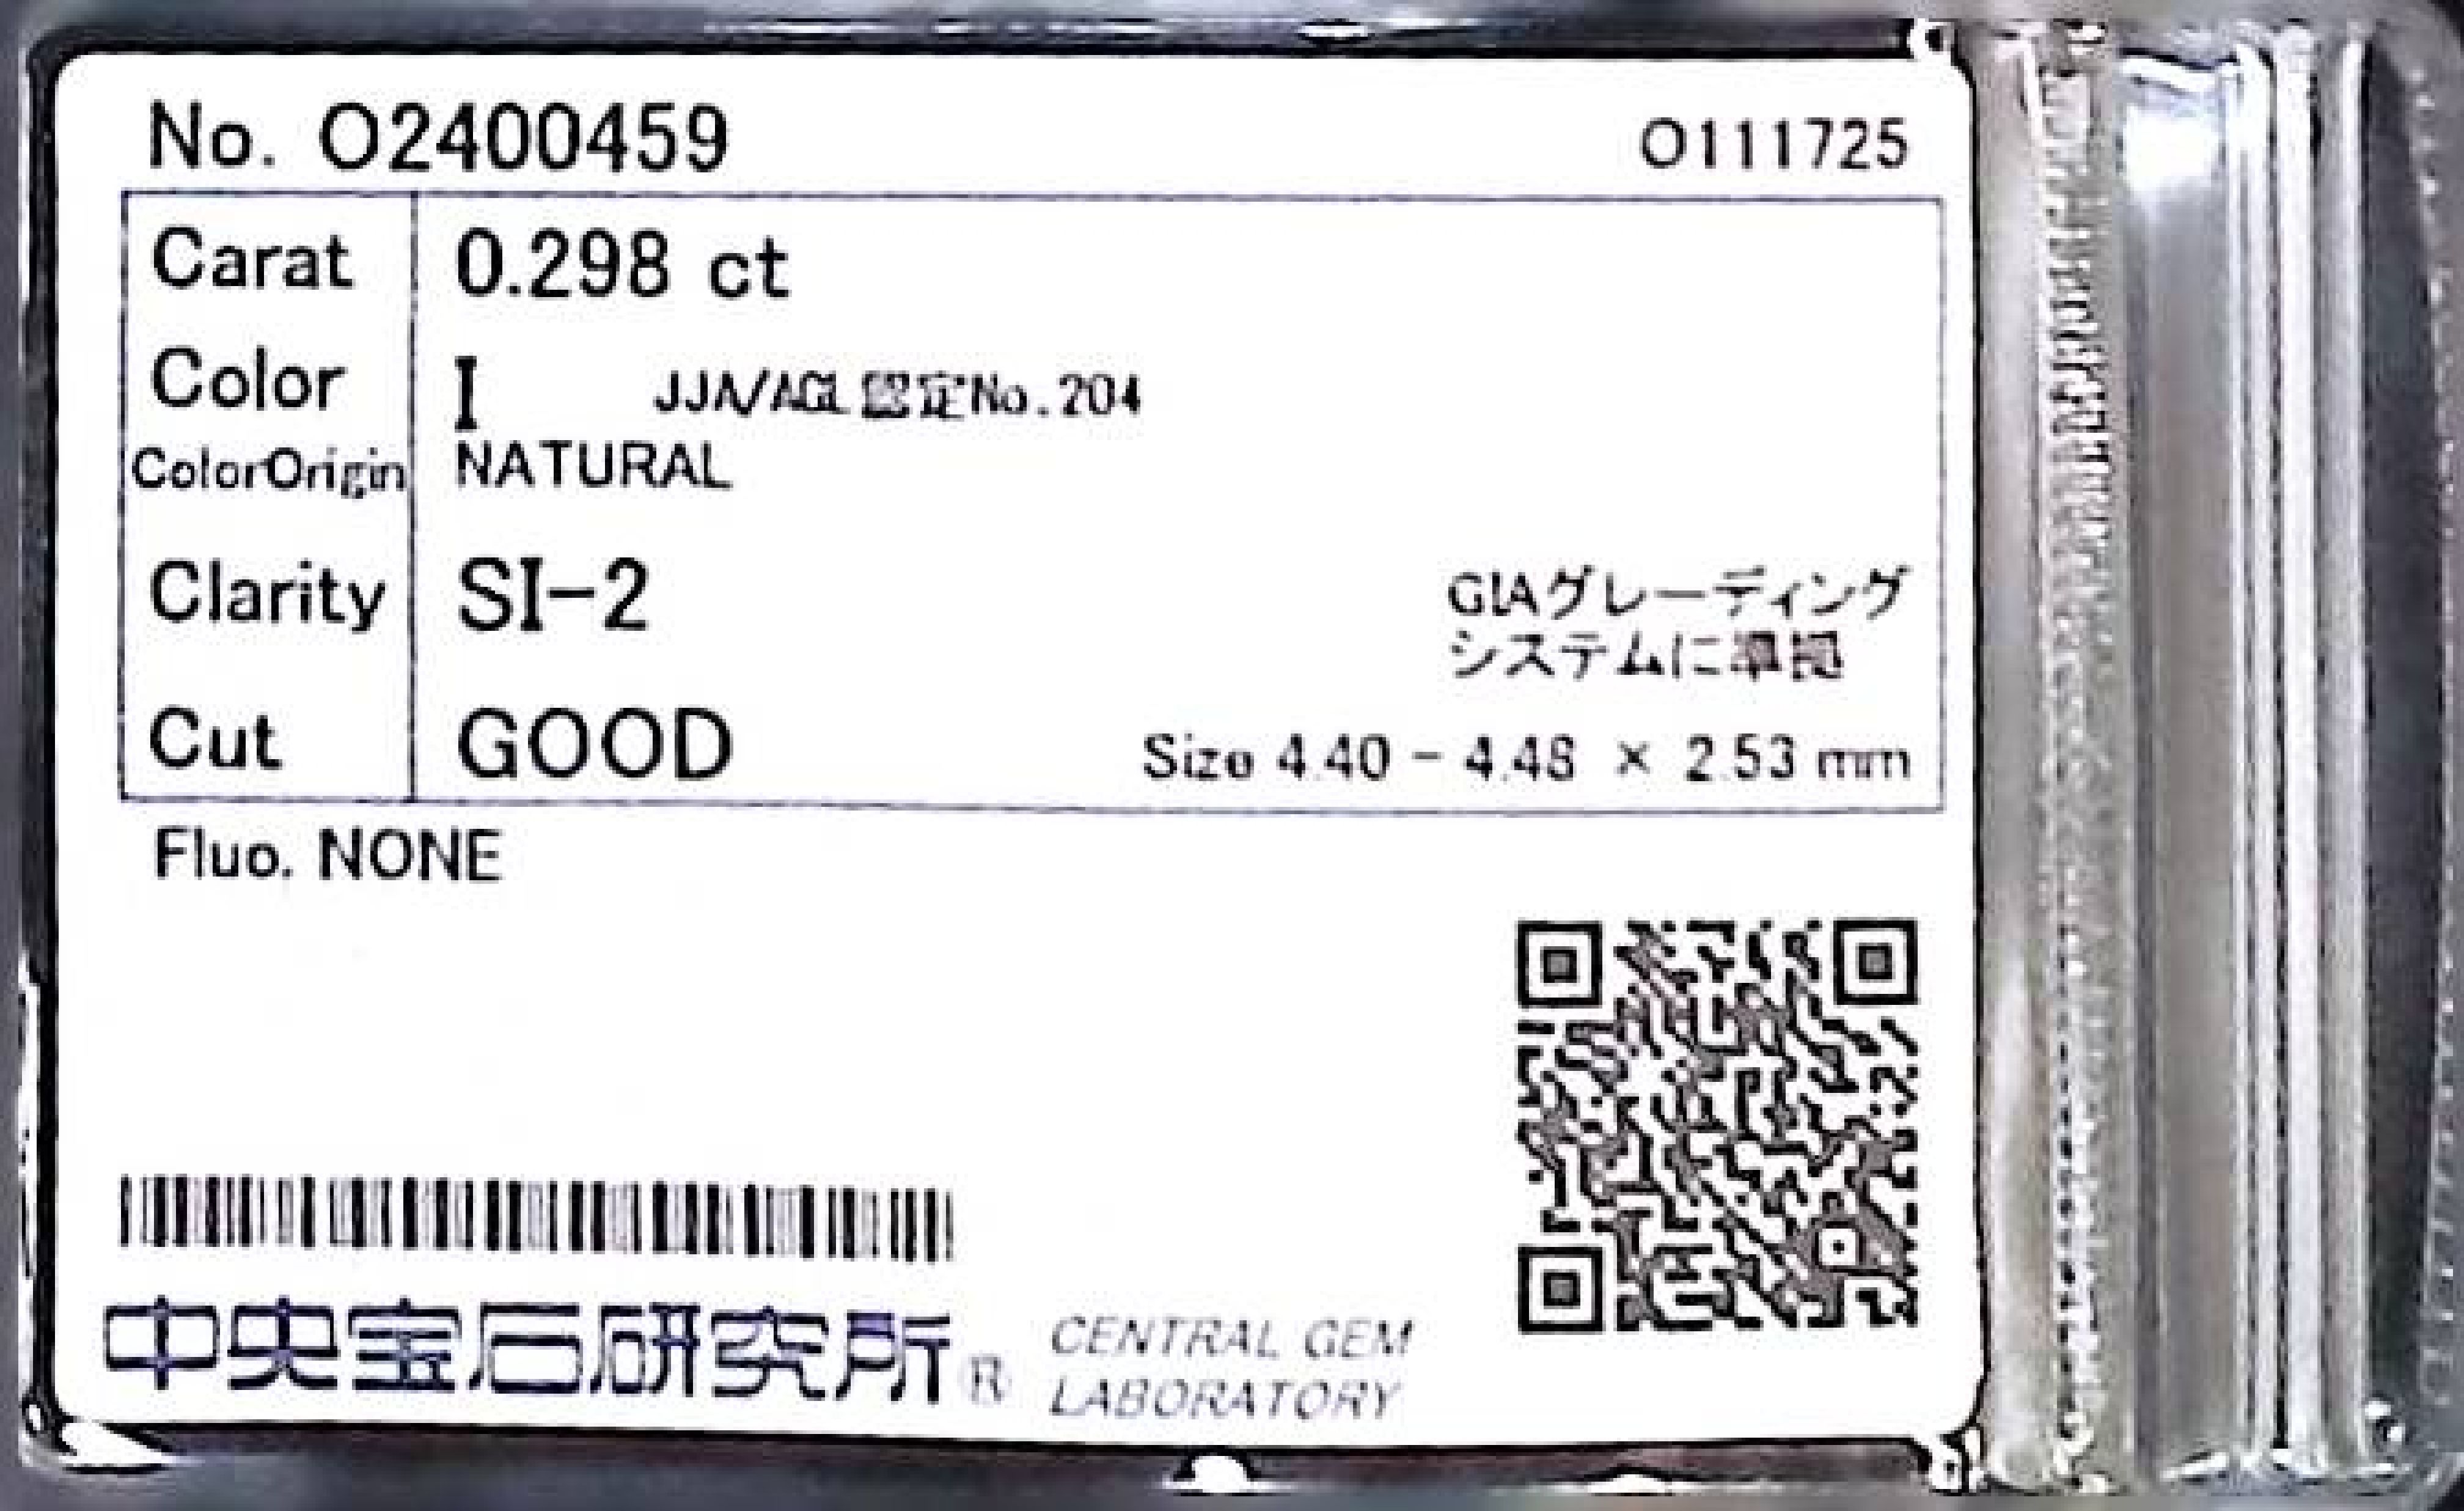 No. O2400459
O111725
Carat 0.298 ct
Color I JJA/AGL認定No.204
ColorOrigin NATURAL
Clarity SI-2
GIAグレーディング
システムに準拠
Cut GOOD
Size 4.40 - 4.48 × 2.53 mm
Fluo. NONE
中央宝石研究所®
CENTRAL GEM
LABORATORY